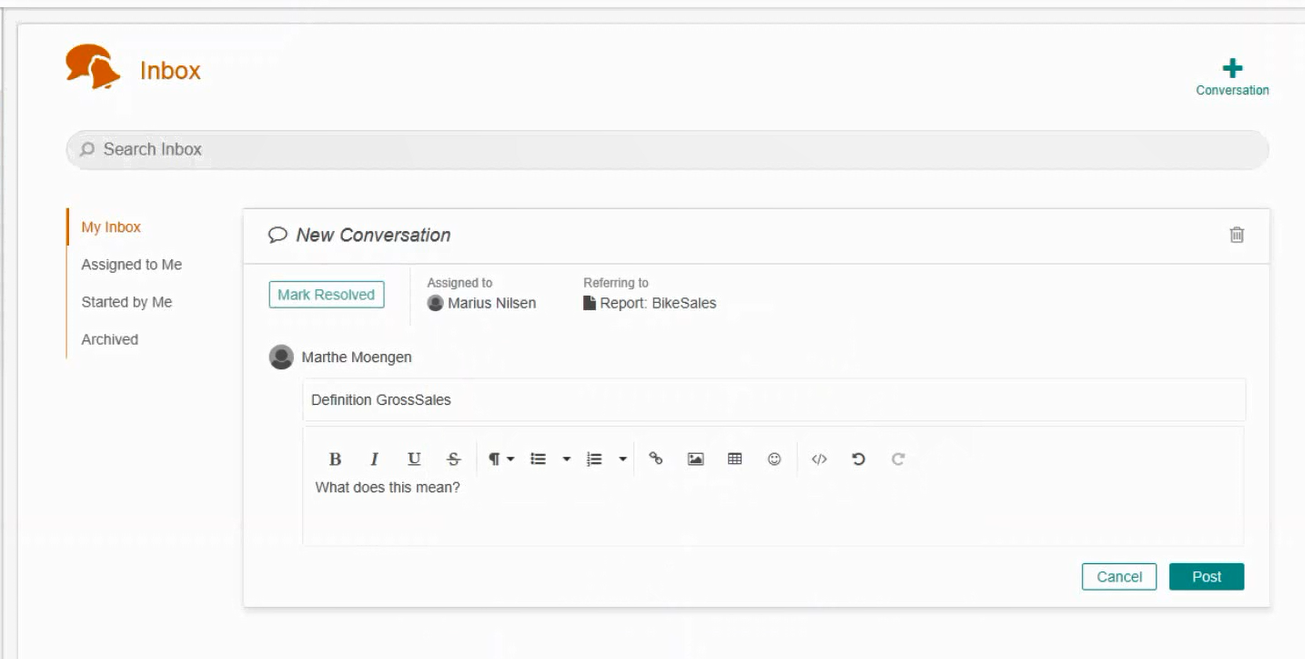 Inbox
Conversation
Search Inbox
My Inbox
Assigned to Me
Started by Me
Archived
New Conversation
Mark Resolved
Assigned to
Marius Nilsen
Referring to
Report: BikeSales
Marthe Moengen
Definition GrossSales
B I U S
What does this mean?
Cancel Post